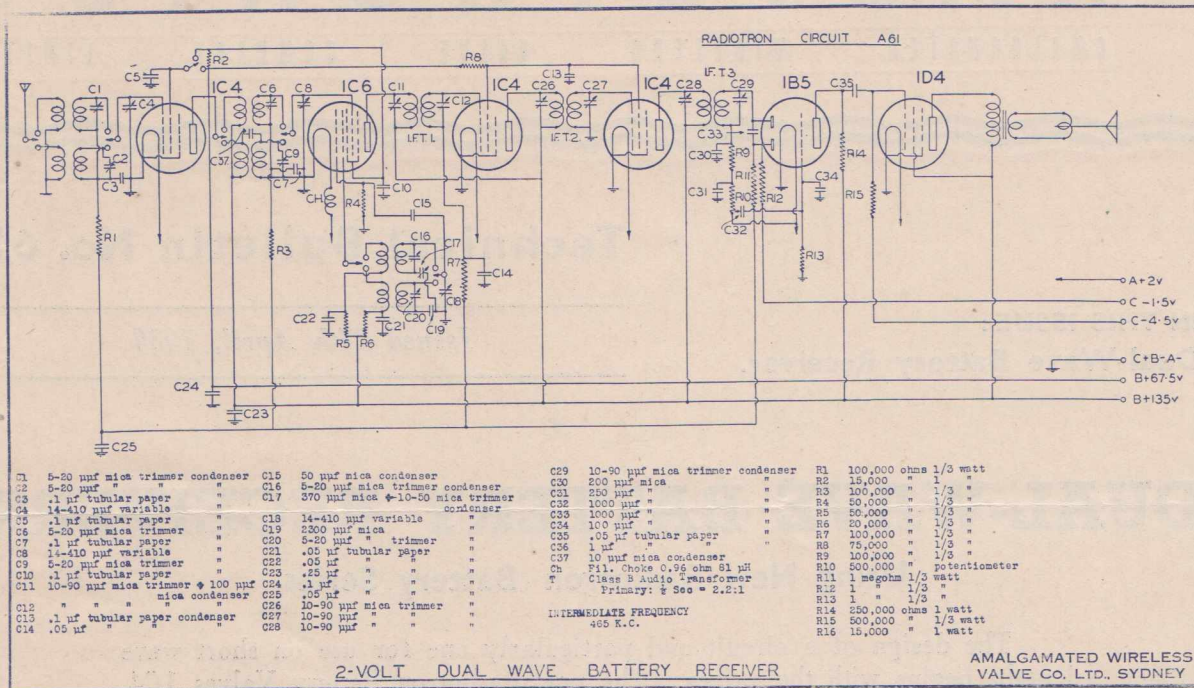 RADIOTRON CIRCUIT A61
C5
R2
R8
C13
I.F.T3
C1
C4
1C4
C6
C8
1C6
C11
C12
1C4
C26
C27
1C4
C28
C29
1B5
C35
1D4
I.F.T.1.
I.F.T.2
C33
C2
C3
C37
C9
C7
C10
CH
R4
C15
C30
R9
R11
C31
R10
R12
C32
C34
R14
R15
R1
R3
C16
C17
R7
C14
C18
R13
C22
R5
R6
C21
C20
C19
A+2v
C-1·5v
C-4·5v
C+B-A-
B+67·5v
B+135v
C24
C23
C25
C1 5-20 µµf mica trimmer condenser
C2 5-20 µµf " " "
C3 .1 µf tubular paper "
C4 14-410 µµf variable "
C5 .1 µf tubular paper "
C6 5-20 µµf mica trimmer "
C7 .1 µf tubular paper "
C8 14-410 µµf variable "
C9 5-20 µµf mica trimmer "
C10 .1 µf tubular paper "
C11 10-90 µµf mica trimmer + 100 µµf
mica condenser
C12 " " " " " "
C13 .1 µf tubular paper condenser
C14 .05 µf " " "
C15 50 µµf mica condenser
C16 5-20 µµf mica trimmer condenser
C17 370 µµf mica + 10-50 mica trimmer
condenser
C18 14-410 µµf variable "
C19 2300 µµf mica "
C20 5-20 µµf " trimmer "
C21 .05 µf tubular paper "
C22 .05 µf " " "
C23 .25 µf " " "
C24 .1 µf " " "
C25 .05 µf " " "
C26 10-90 µµf mica trimmer "
C27 10-90 µµf " " "
C28 10-90 µµf " " "
C29 10-90 µµf mica trimmer condenser
C30 200 µµf mica "
C31 250 µµf " "
C32 1000 µµf " "
C33 1000 µµf " "
C34 100 µµf " "
C35 .05 µf tubular paper "
C36 1 µf " " "
C37 10 µµf mica condenser
Ch Fil. Choke 0.96 ohm 81 µH
T Class B Audio Transformer
Primary: ½ Sec = 2.2:1
INTERMEDIATE FREQUENCY
465 K.C.
R1 100,000 ohms 1/3 watt
R2 15,000 " 1 "
R3 100,000 " 1/3 "
R4 50,000 " 1/3 "
R5 50,000 " 1/3 "
R6 20,000 " 1/3 "
R7 100,000 " 1/3 "
R8 75,000 " 1/3 "
R9 100,000 " 1/3 "
R10 500,000 " potentiometer
R11 1 megohm 1/3 watt
R12 1 " 1/3 "
R13 1 " 1/3 "
R14 250,000 ohms 1 watt
R15 500,000 " 1/3 watt
R16 15,000 " 1 watt
2-VOLT DUAL WAVE BATTERY RECEIVER
AMALGAMATED WIRELESS
VALVE CO. LTD., SYDNEY